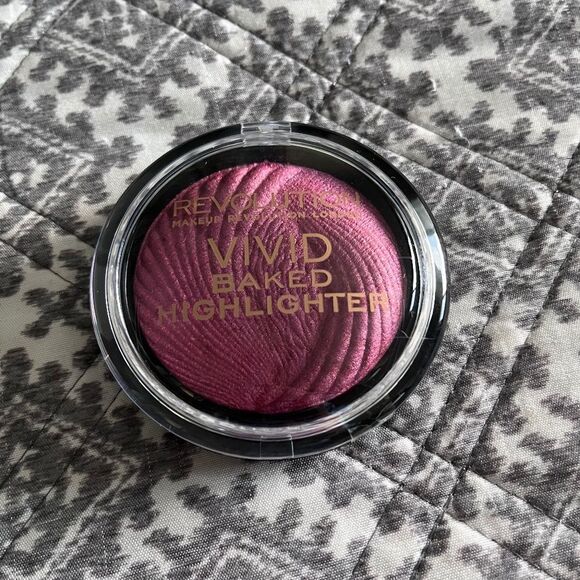 REVOLUTION
MAKEUP REVOLUTION LONDON
VIVID
BAKED
HIGHLIGHTER